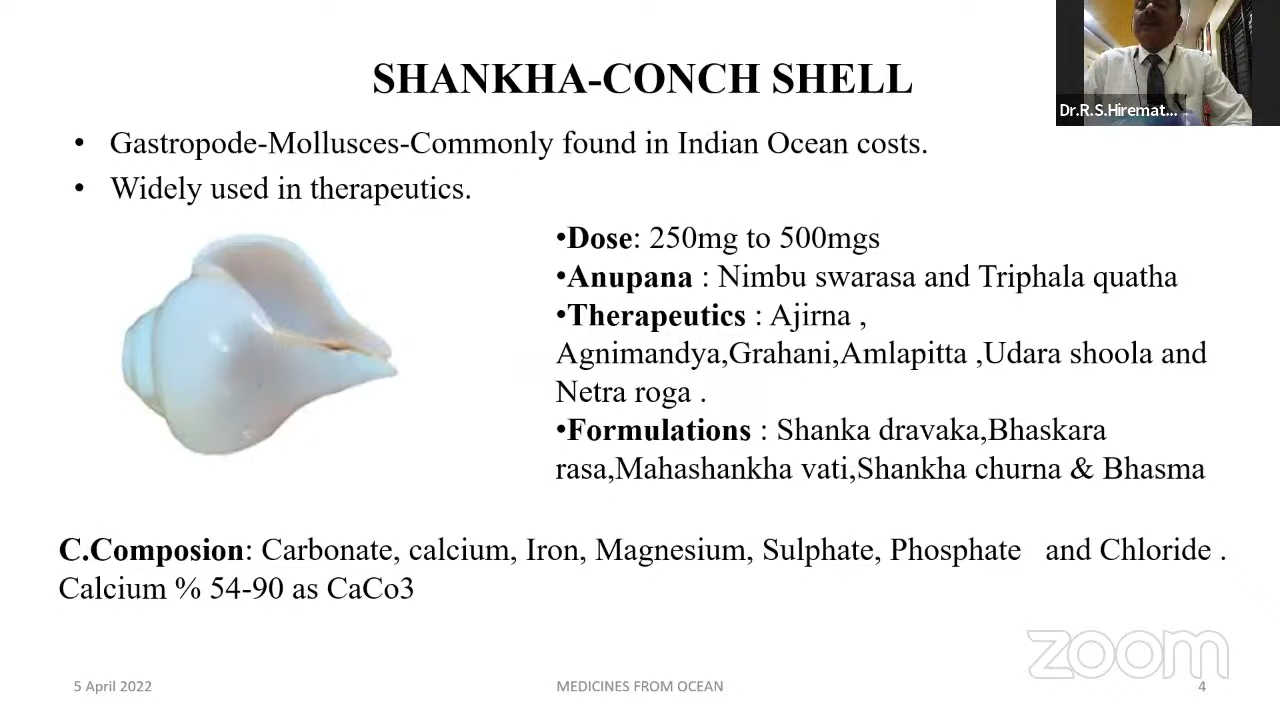 SHANKHA-CONCH SHELL
Dr.R.S.Hiremat...
• Gastropode-Mollusces-Commonly found in Indian Ocean costs.
• Widely used in therapeutics.
•Dose: 250mg to 500mgs
•Anupana : Nimbu swarasa and Triphala quatha
•Therapeutics : Ajirna ,
Agnimandya,Grahani,Amlapitta ,Udara shoola and
Netra roga .
•Formulations : Shanka dravaka,Bhaskara
rasa,Mahashankha vati,Shankha churna & Bhasma
C.Composion: Carbonate, calcium, Iron, Magnesium, Sulphate, Phosphate and Chloride .
Calcium % 54-90 as CaCo3
zoom
5 April 2022
MEDICINES FROM OCEAN
4